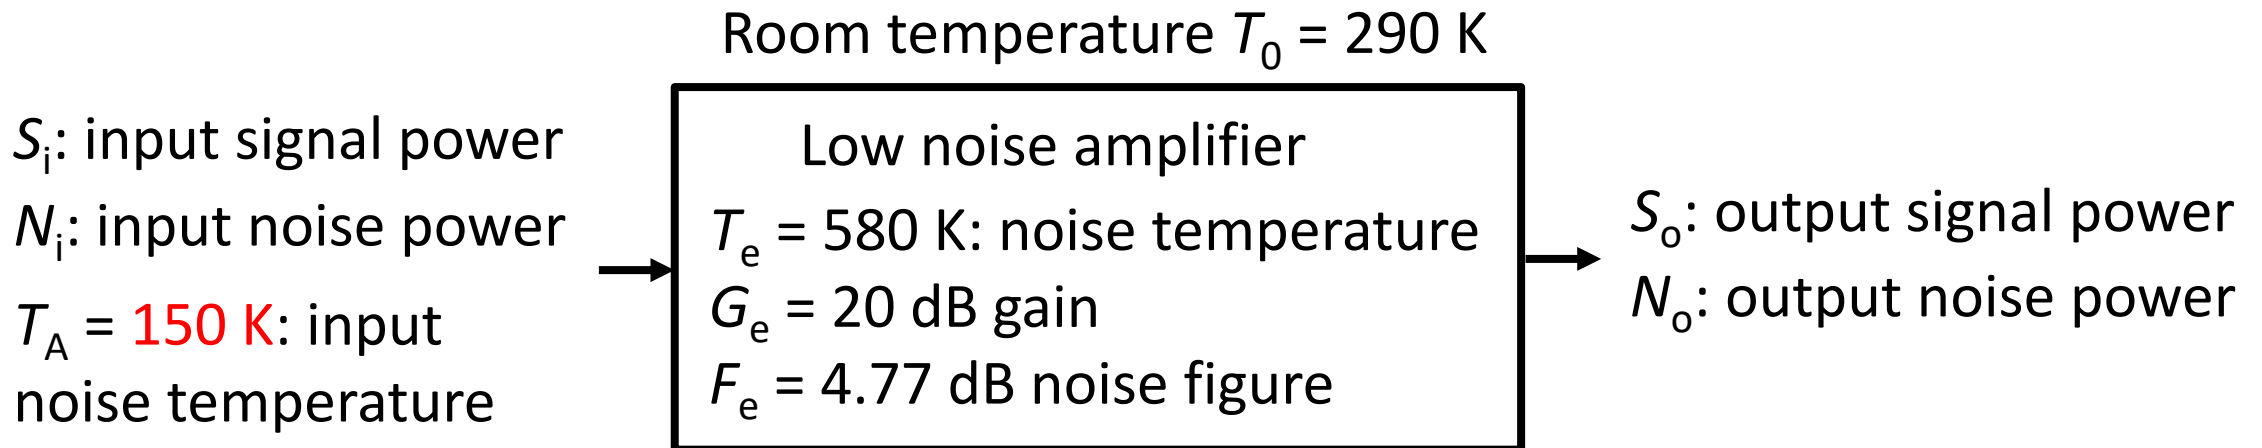 Room temperature T0 = 290 K
Si: input signal power
Ni: input noise power
TA = 150 K: input
noise temperature
Low noise amplifier
Te = 580 K: noise temperature
Ge = 20 dB gain
Fe = 4.77 dB noise figure
So: output signal power
No: output noise power